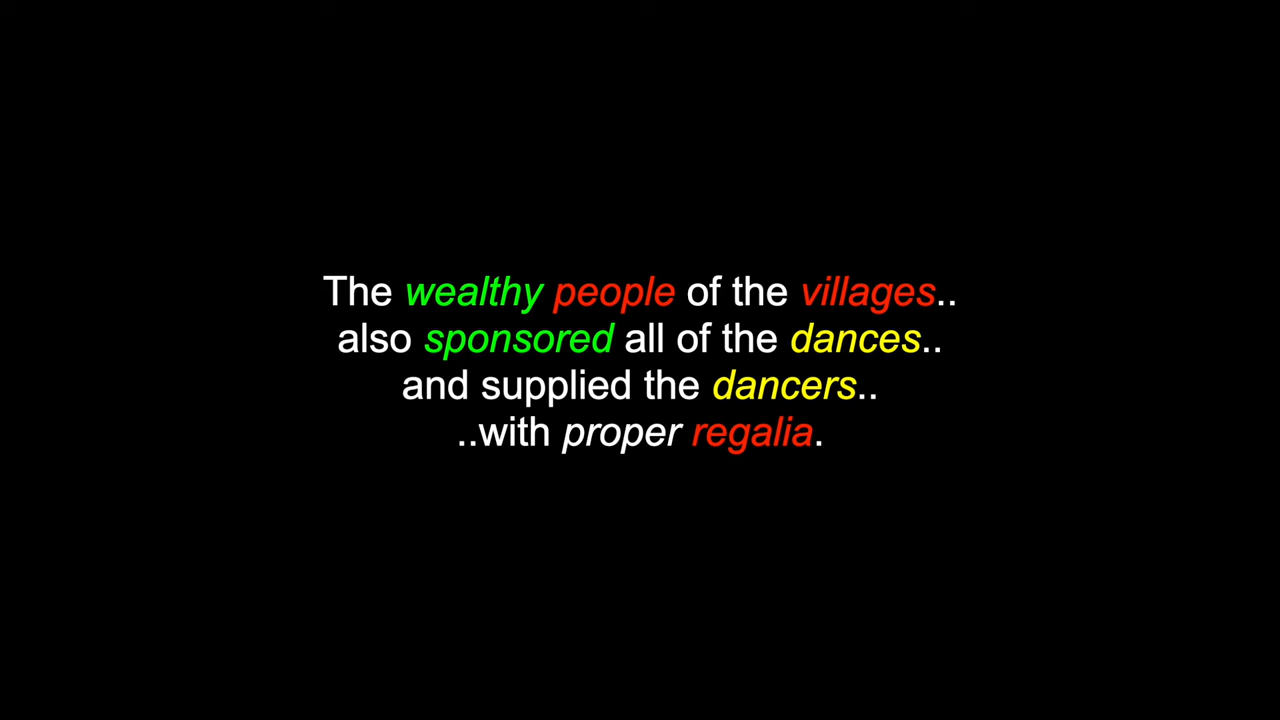 The wealthy people of the villages..
also sponsored all of the dances..
and supplied the dancers..
..with proper regalia.